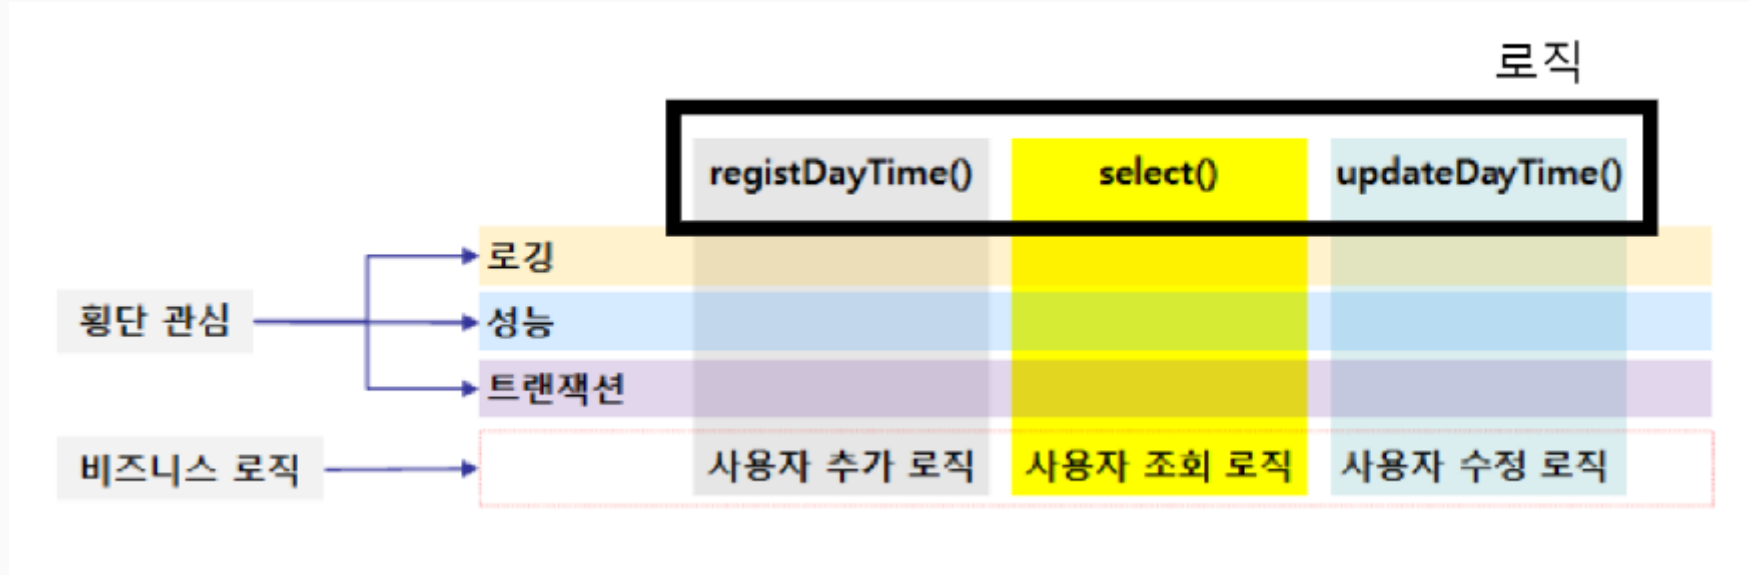 로직
registDayTime() select() updateDayTime()
로깅
횡단 관심 성능
트랜잭션
비즈니스 로직 사용자 추가 로직 사용자 조회 로직 사용자 수정 로직